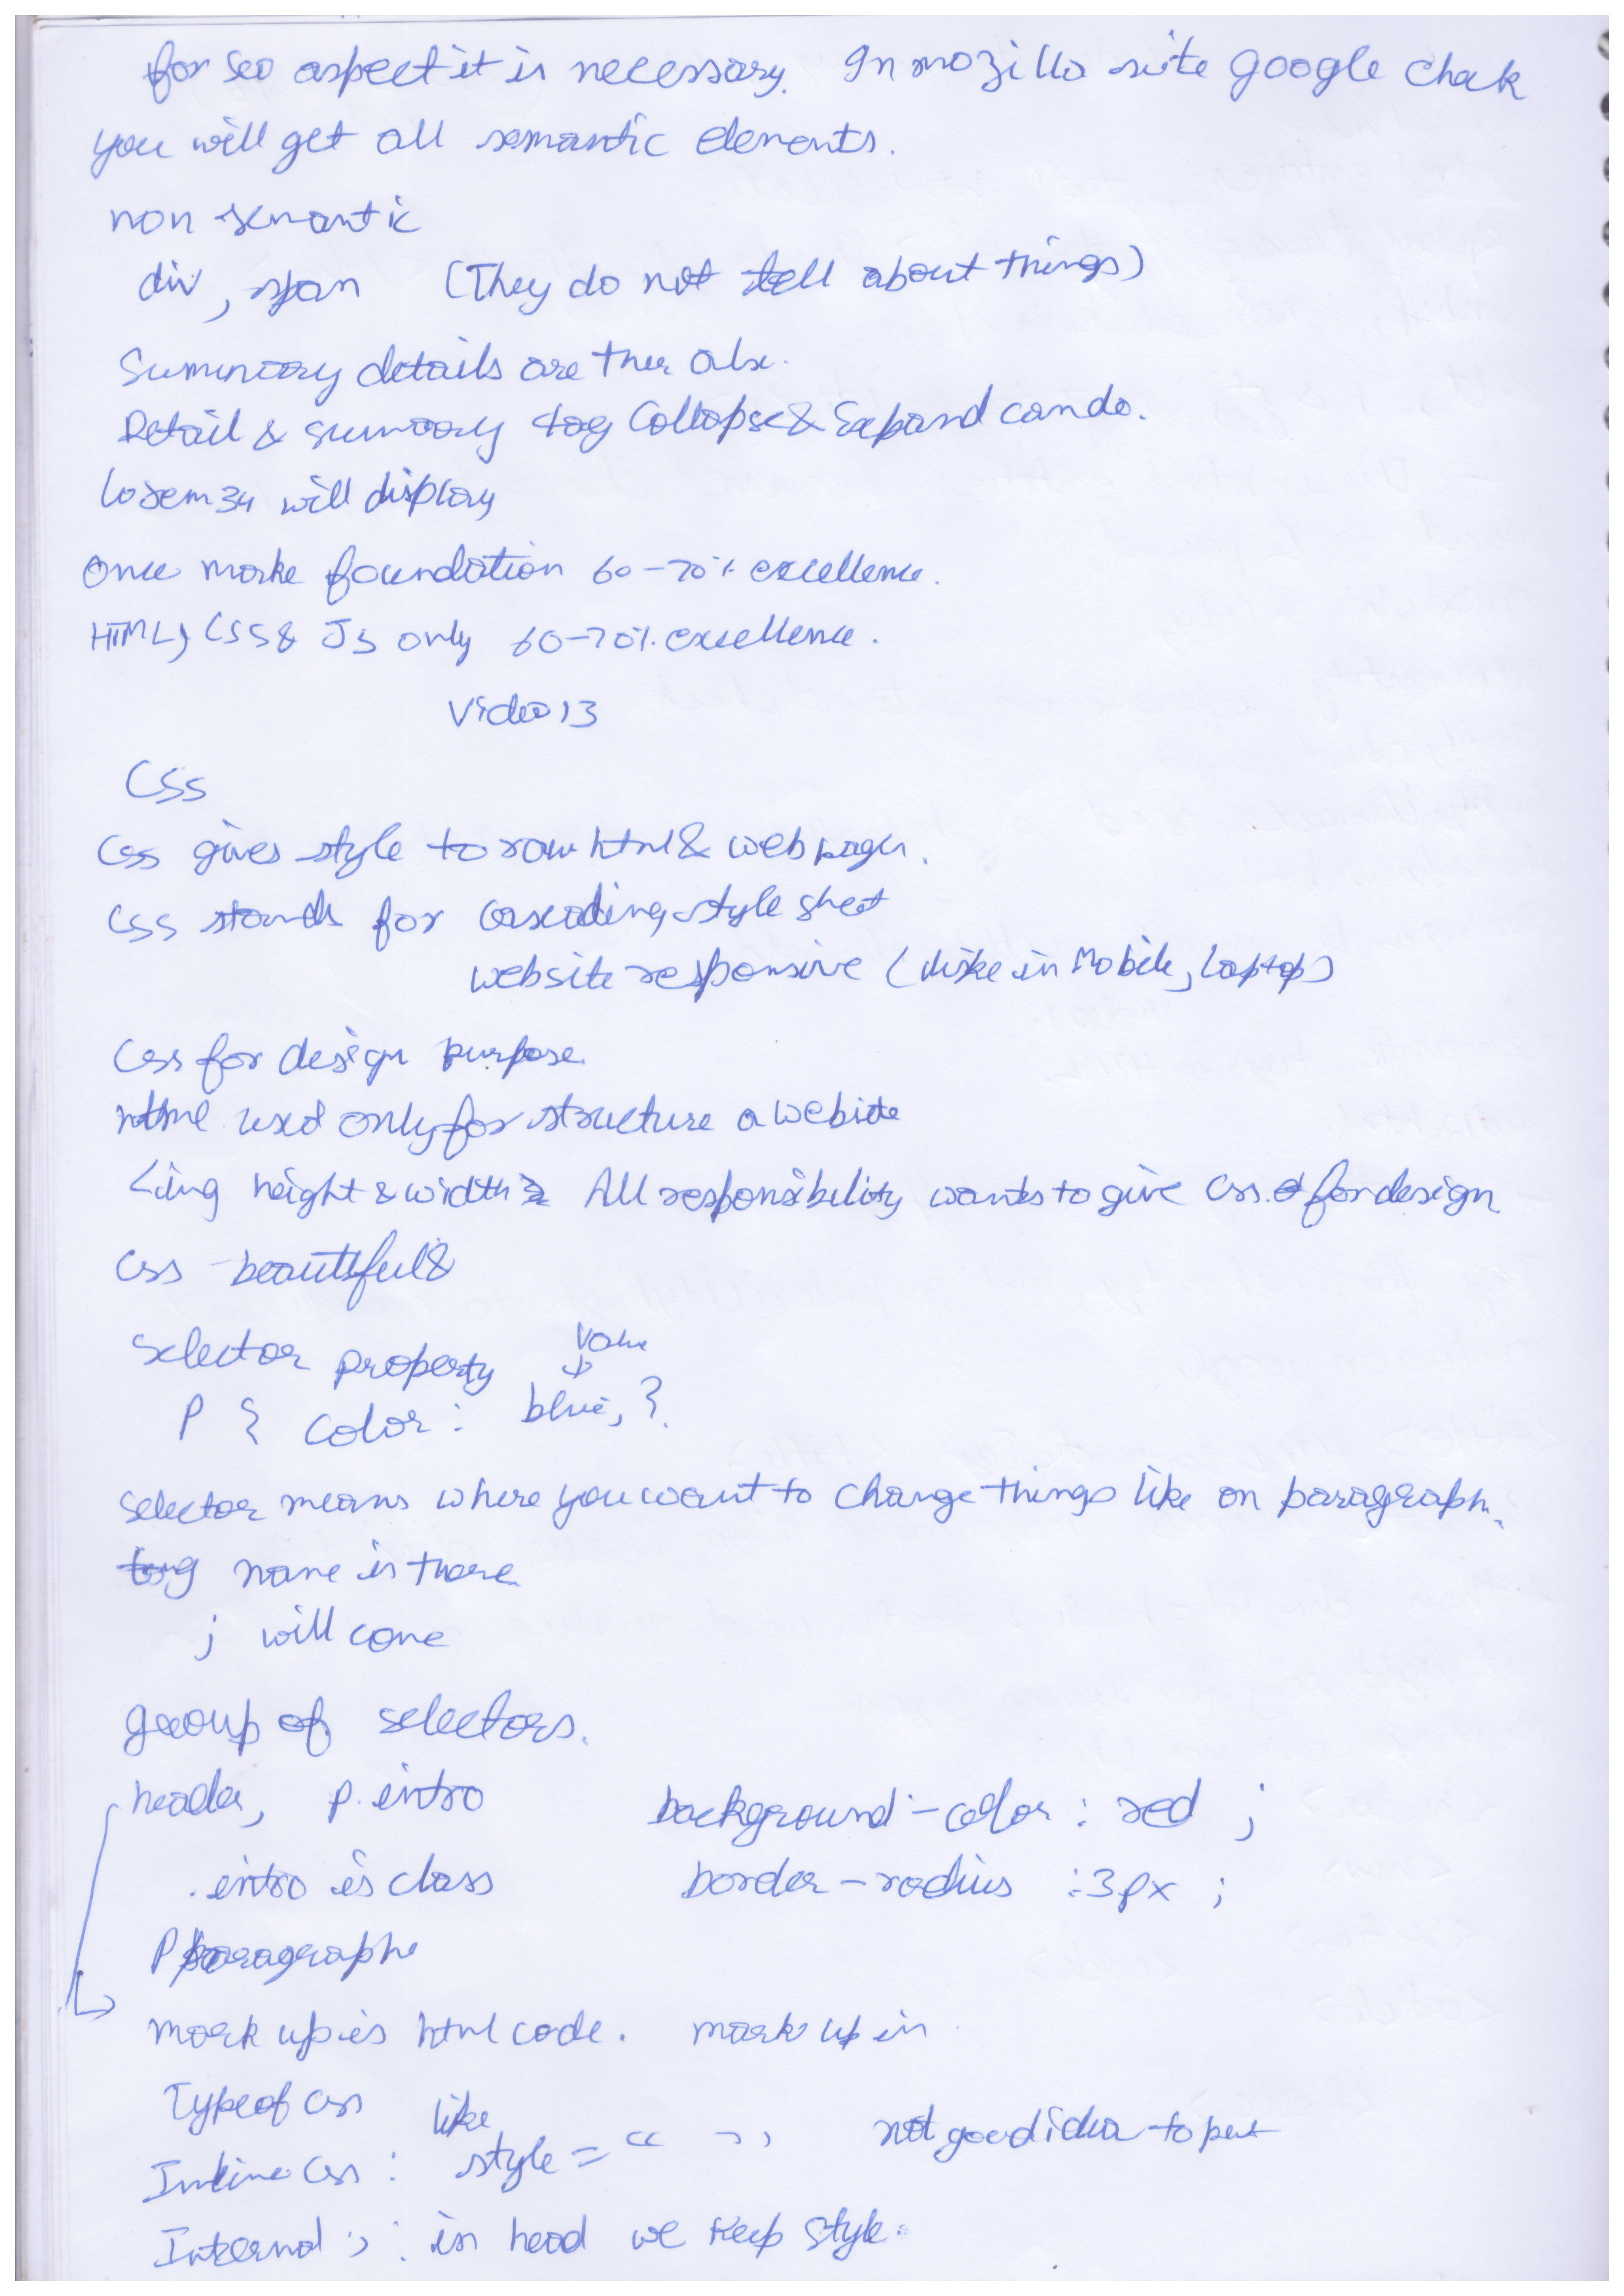 for seo aspect it is necessary. In mozilla site google check
you will get all semantic elements.
non semantic
div, span (They do not tell about things)
Summary details are ther also.
Detail & summary tag Collapse & Expand can do.
Lorem34 will display
Once make foundation 60-70% excellence.
HTML, CSS & JS only 60-70% excellence.
Video 13
CSS
Css gives style to raw html & web pages.
CSS stands for cascading style sheet
website responsive (like in Mobile, Laptop)
Css for design purpose
html used only for structure a website
height & width All responsibility wants to give Css. for design
Css beautiful &
Value
selector property ↓
P { color : blue; }
selector means where you want to change things like on paragraph.
tag name is there
; will come
group of selectors.
header, p.intro background-color : red ;
.intro is class border-radius : 3px ;
P paragraphe
mark up is html code. mark up in
Type of css like
Inline Css : style = " " not good idea to put
Internal : in head we keep style.